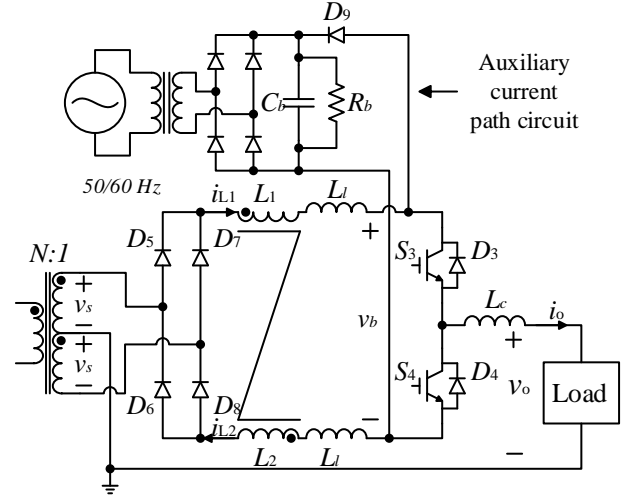 D9
Auxiliary
current
path circuit
Cb
Rb
50/60 Hz
iL1
L1
Ll
N:1
D5
D7
+
S3
D3
+
vs
−
+
vs
−
vb
Lc
io
+
D6
D8
S4
D4
vo
Load
−
iL2
L2
Ll
−